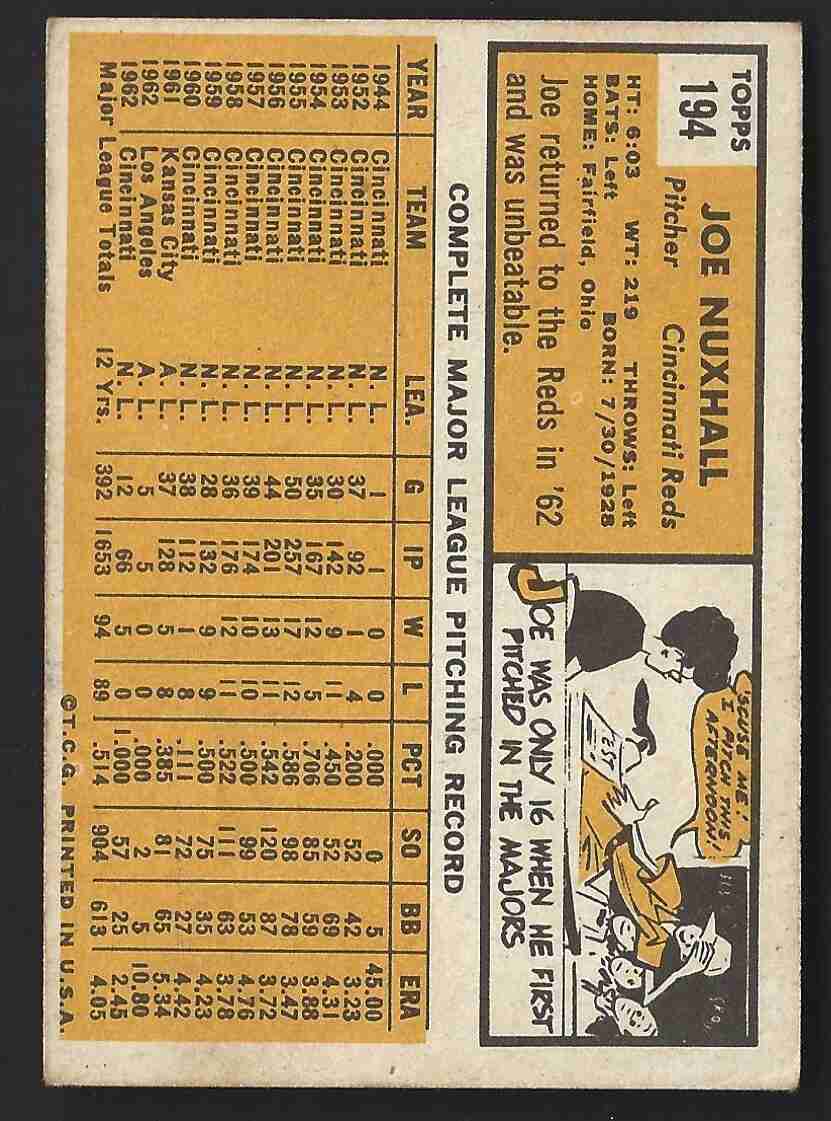 TOPPS
194
JOE NUXHALL
Pitcher Cincinnati Reds
HT: 6:03 WT: 219 THROWS: Left
BATS: Left BORN: 7/30/1928
HOME: Fairfield, Ohio
Joe returned to the Reds in '62
and was unbeatable.
'SCUSE ME!
I PITCH THIS
AFTERNOON!
JOE WAS ONLY 16 WHEN HE FIRST
PITCHED IN THE MAJORS
COMPLETE MAJOR LEAGUE PITCHING RECORD
YEAR TEAM LEA. G IP W L PCT SO BB ERA
1944 Cincinnati N. L. 1 1 0 0 .000 0 5 45.00
1952 Cincinnati N. L. 37 92 1 4 .200 52 42 3.23
1953 Cincinnati N. L. 30 142 9 11 .450 52 69 4.31
1954 Cincinnati N. L. 35 167 12 5 .706 85 59 3.88
1955 Cincinnati N. L. 50 257 17 12 .586 98 78 3.47
1956 Cincinnati N. L. 44 201 13 11 .542 120 87 3.72
1957 Cincinnati N. L. 39 174 10 10 .500 99 53 4.76
1958 Cincinnati N. L. 36 176 12 11 .522 111 63 3.78
1959 Cincinnati N. L. 28 132 9 9 .500 75 35 4.23
1960 Cincinnati N. L. 38 112 1 8 .111 72 27 4.42
1961 Kansas City A. L. 37 128 5 8 .385 81 65 5.34
1962 Los Angeles A. L. 5 5 0 0 .000 2 5 10.80
1962 Cincinnati N. L. 12 66 5 0 1.000 57 25 2.45
Major League Totals 12 Yrs. 392 1653 94 89 .514 904 613 4.05
©T.C.G. PRINTED IN U.S.A.